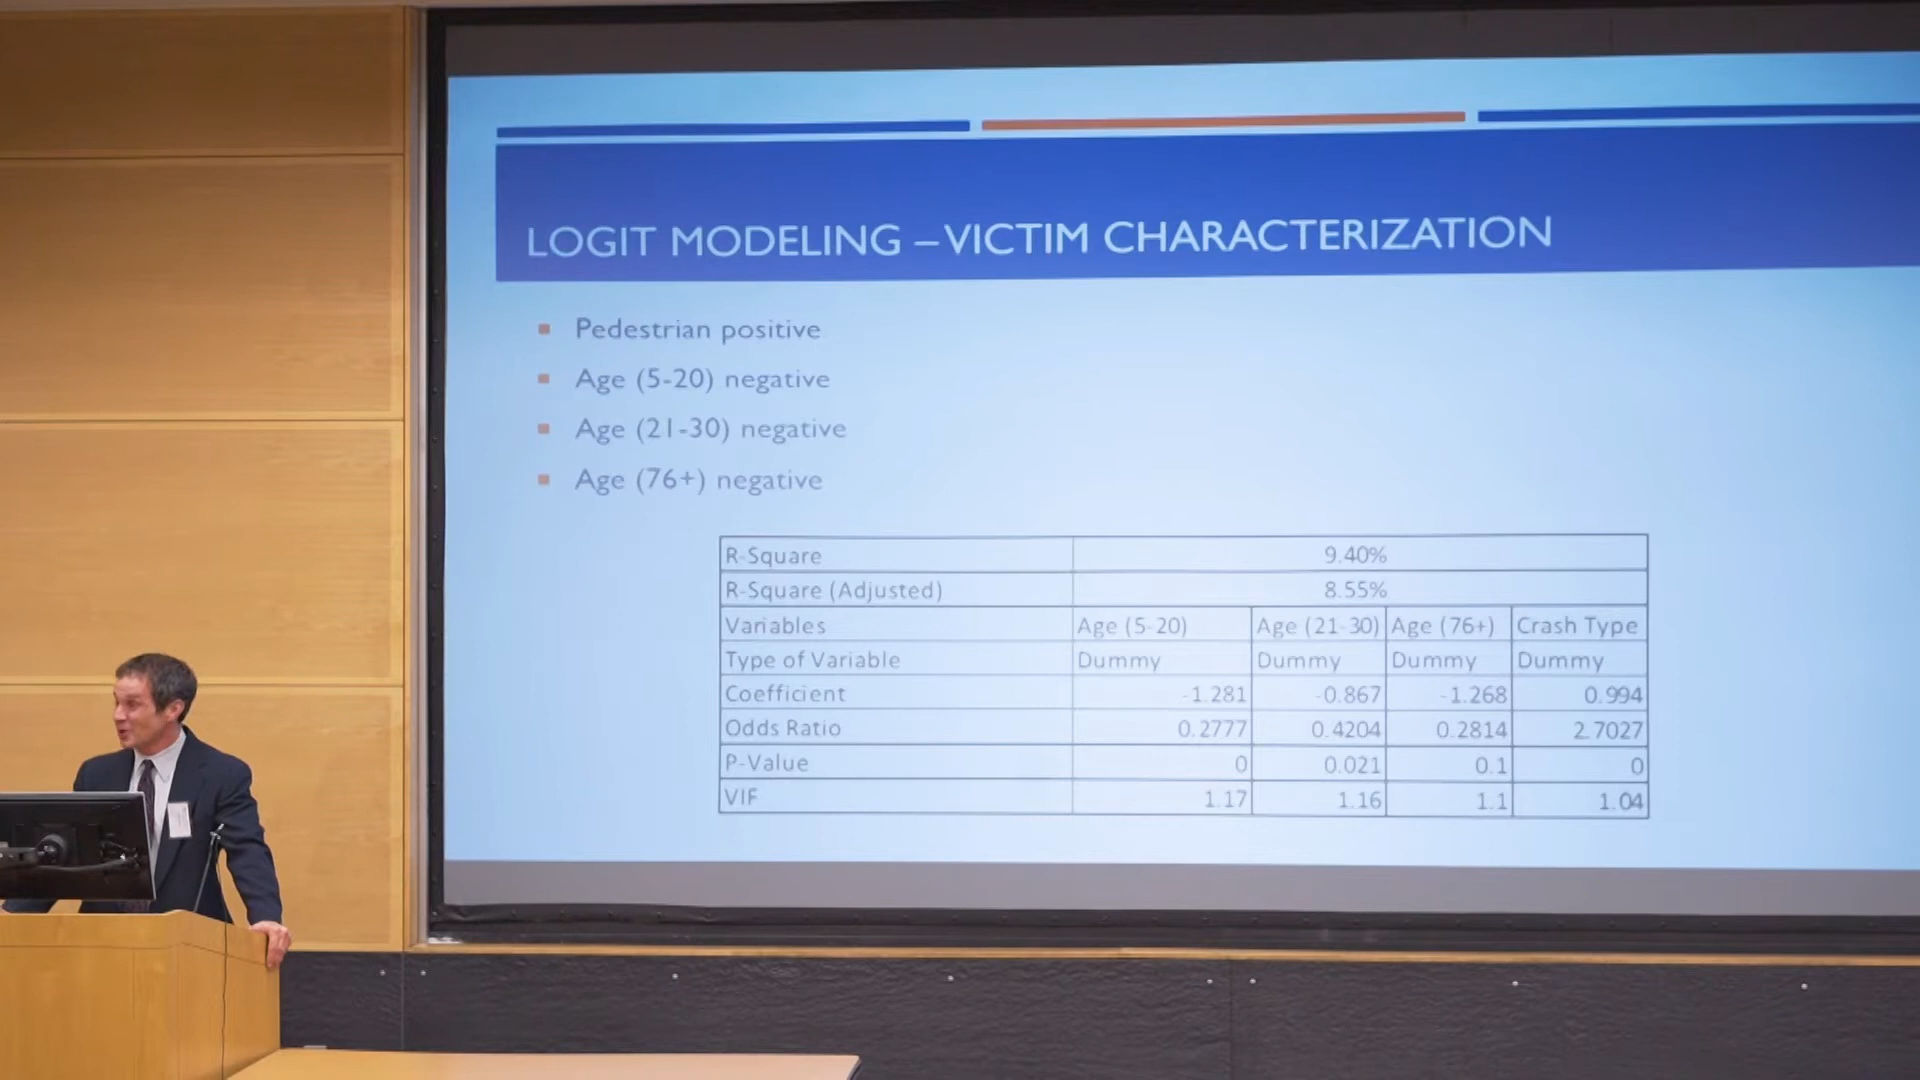 LOGIT MODELING – VICTIM CHARACTERIZATION
Pedestrian positive
Age (5-20) negative
Age (21-30) negative
Age (76+) negative
R-Square 9.40%
R-Square (Adjusted) 8.55%
Variables Age (5-20) Age (21-30) Age (76+) Crash Type
Type of Variable Dummy Dummy Dummy Dummy
Coefficient -1.281 -0.867 -1.268 0.994
Odds Ratio 0.2777 0.4204 0.2814 2.7027
P-Value 0 0.021 0.1 0
VIF 1.17 1.16 1.1 1.04